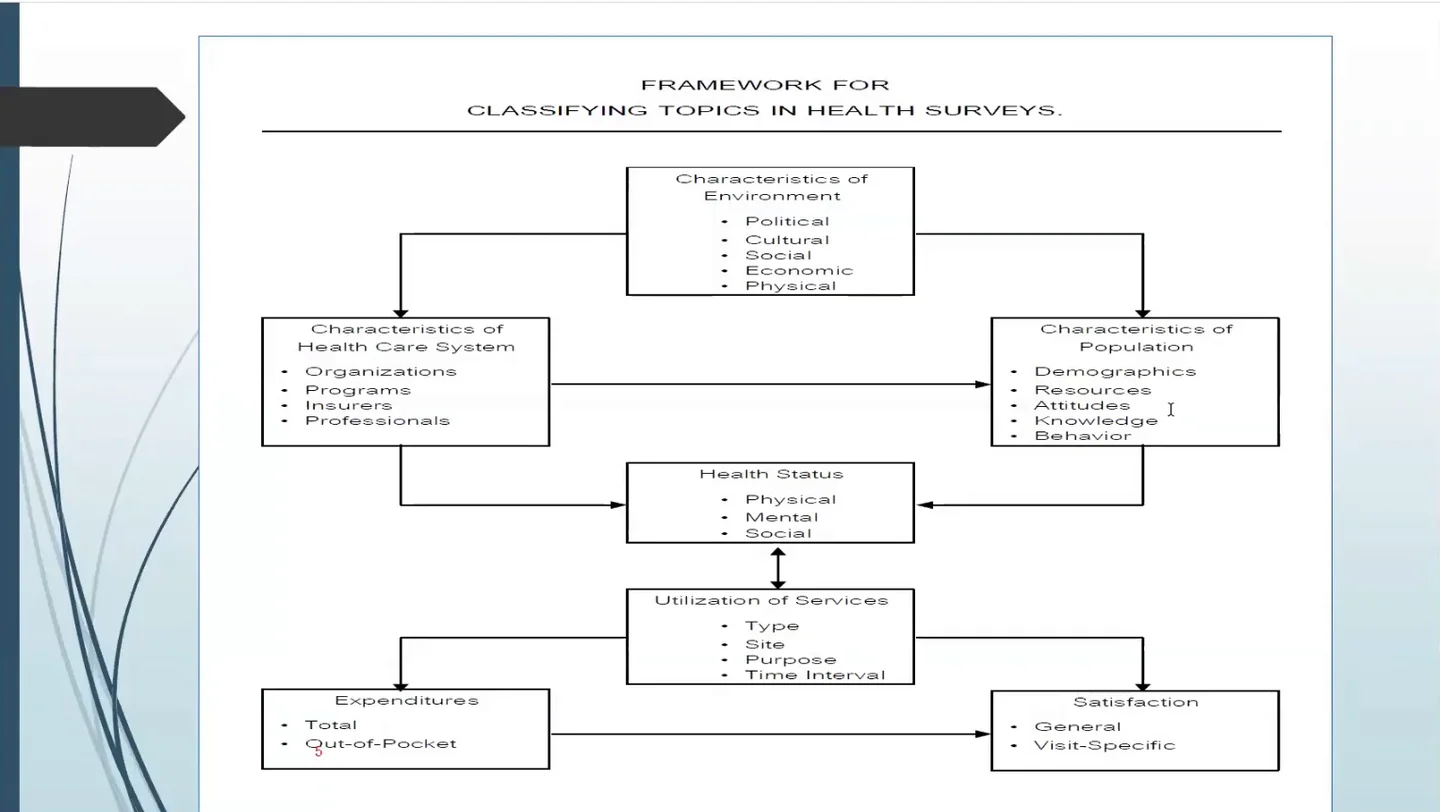 FRAMEWORK FOR
CLASSIFYING TOPICS IN HEALTH SURVEYS.
Characteristics of
Environment
• Political
• Cultural
• Social
• Economic
• Physical
Characteristics of
Health Care System
• Organizations
• Programs
• Insurers
• Professionals
Characteristics of
Population
• Demographics
• Resources
• Attitudes
• Knowledge
• Behavior
Health Status
• Physical
• Mental
• Social
Utilization of Services
• Type
• Site
• Purpose
• Time Interval
Expenditures
• Total
• Out-of-Pocket
5
Satisfaction
• General
• Visit-Specific